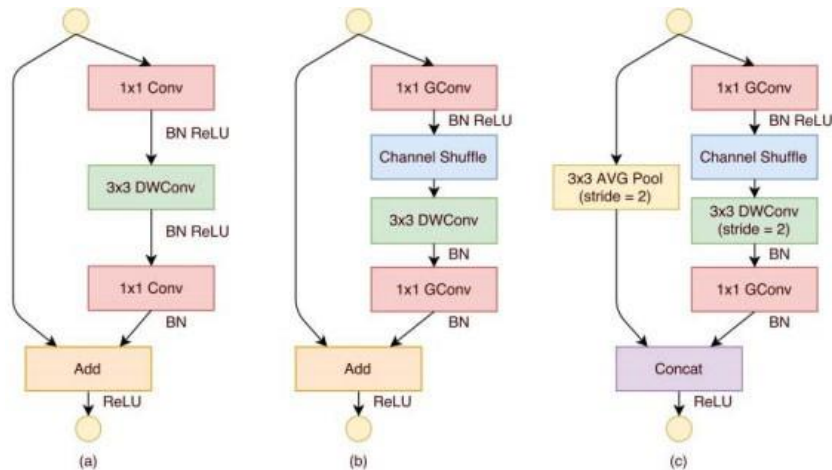 1x1 Conv
BN ReLU
3x3 DWConv
BN ReLU
1x1 Conv
BN
Add
ReLU
(a)
1x1 GConv
BN ReLU
Channel Shuffle
3x3 DWConv
BN
1x1 GConv
BN
Add
ReLU
(b)
1x1 GConv
BN ReLU
Channel Shuffle
3x3 AVG Pool
(stride = 2)
3x3 DWConv
(stride = 2)
BN
1x1 GConv
BN
Concat
ReLU
(c)